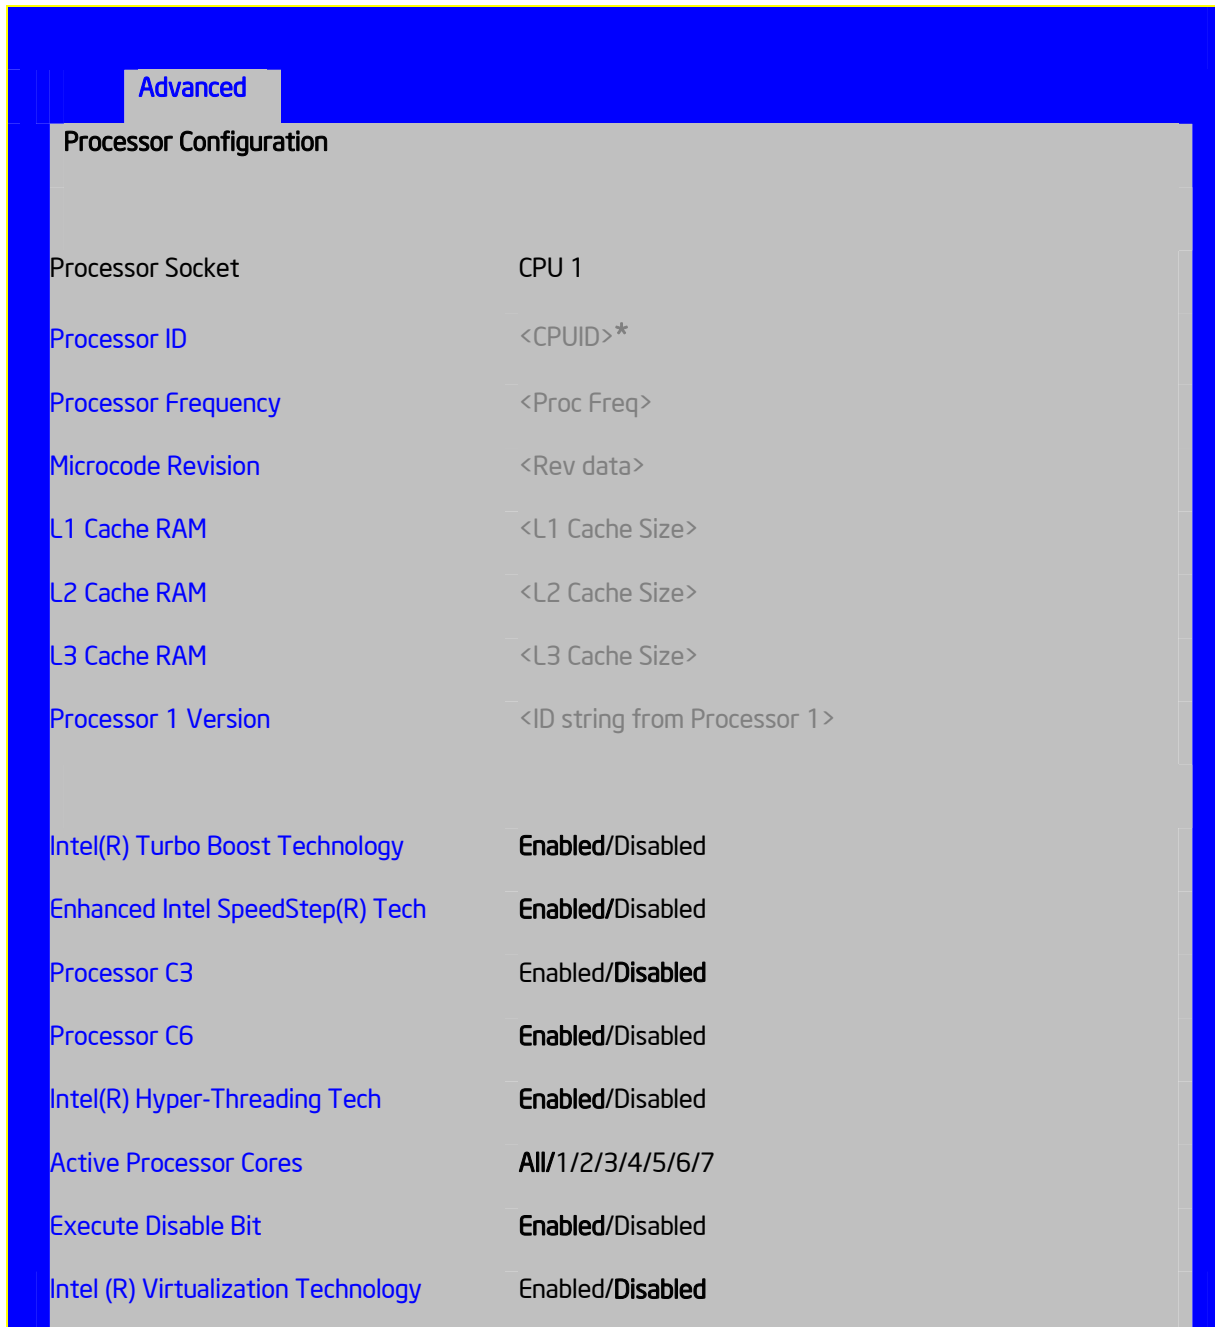 Advanced
Processor Configuration
Processor Socket CPU 1
Processor ID <CPUID>*
Processor Frequency <Proc Freq>
Microcode Revision <Rev data>
L1 Cache RAM <L1 Cache Size>
L2 Cache RAM <L2 Cache Size>
L3 Cache RAM <L3 Cache Size>
Processor 1 Version <ID string from Processor 1>
Intel(R) Turbo Boost Technology Enabled/Disabled
Enhanced Intel SpeedStep(R) Tech Enabled/Disabled
Processor C3 Enabled/Disabled
Processor C6 Enabled/Disabled
Intel(R) Hyper-Threading Tech Enabled/Disabled
Active Processor Cores All/1/2/3/4/5/6/7
Execute Disable Bit Enabled/Disabled
Intel (R) Virtualization Technology Enabled/Disabled